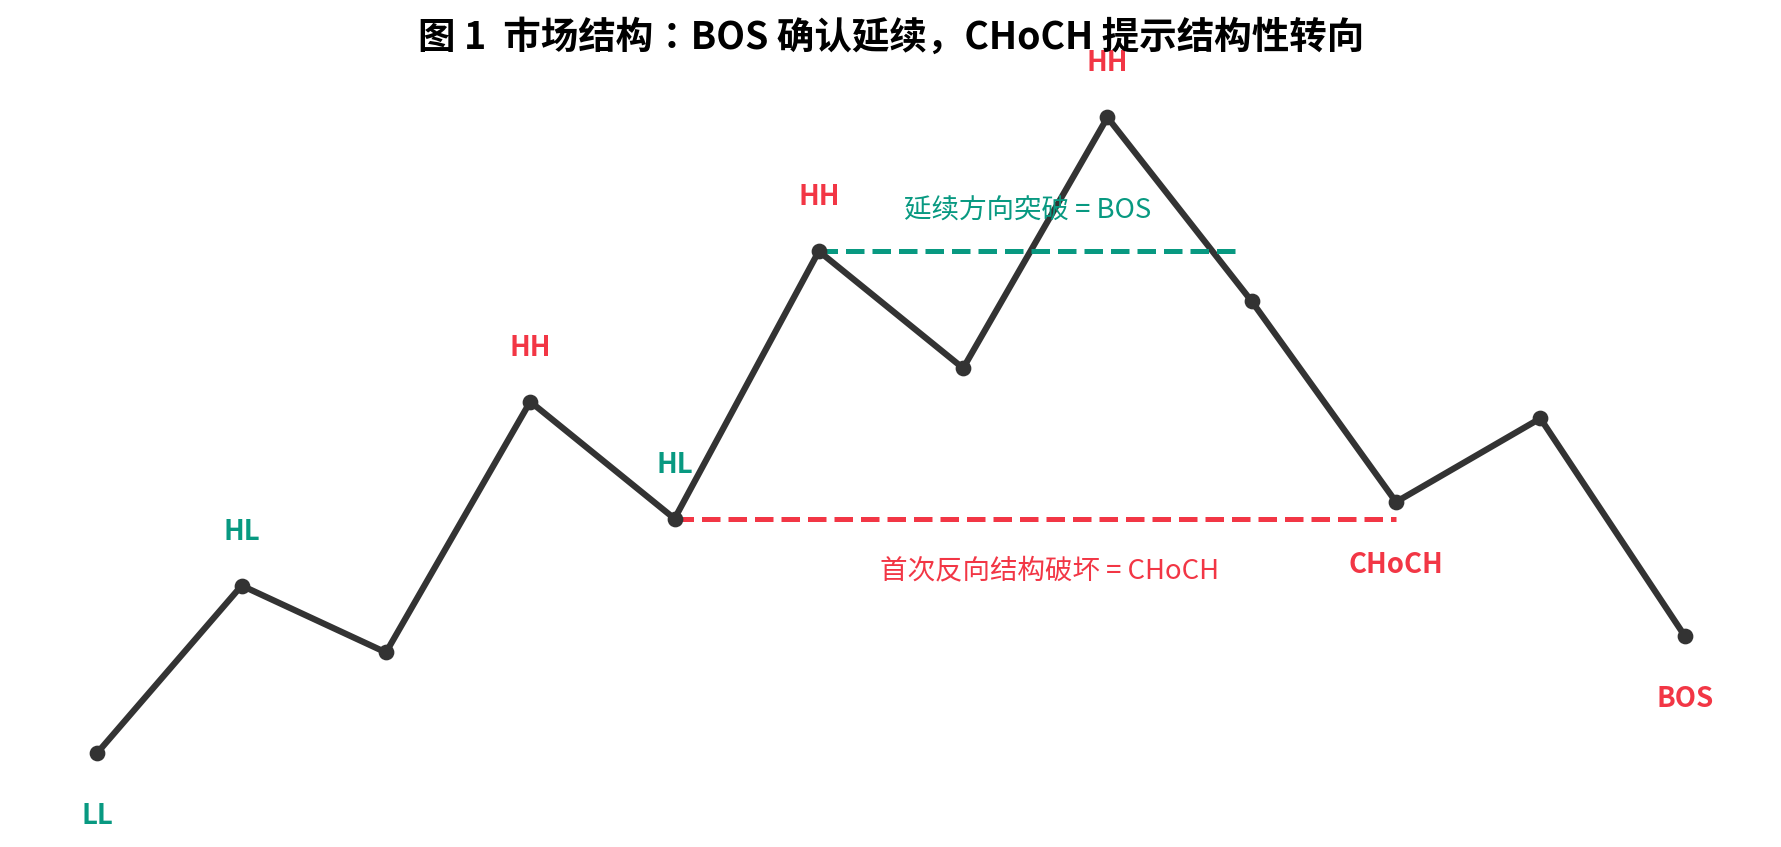 图 1 市场结构：BOS 确认延续，CHoCH 提示结构性转向
HH
HH
延续方向突破 = BOS
HH
HL
HL
首次反向结构破坏 = CHoCH
CHoCH
BOS
LL